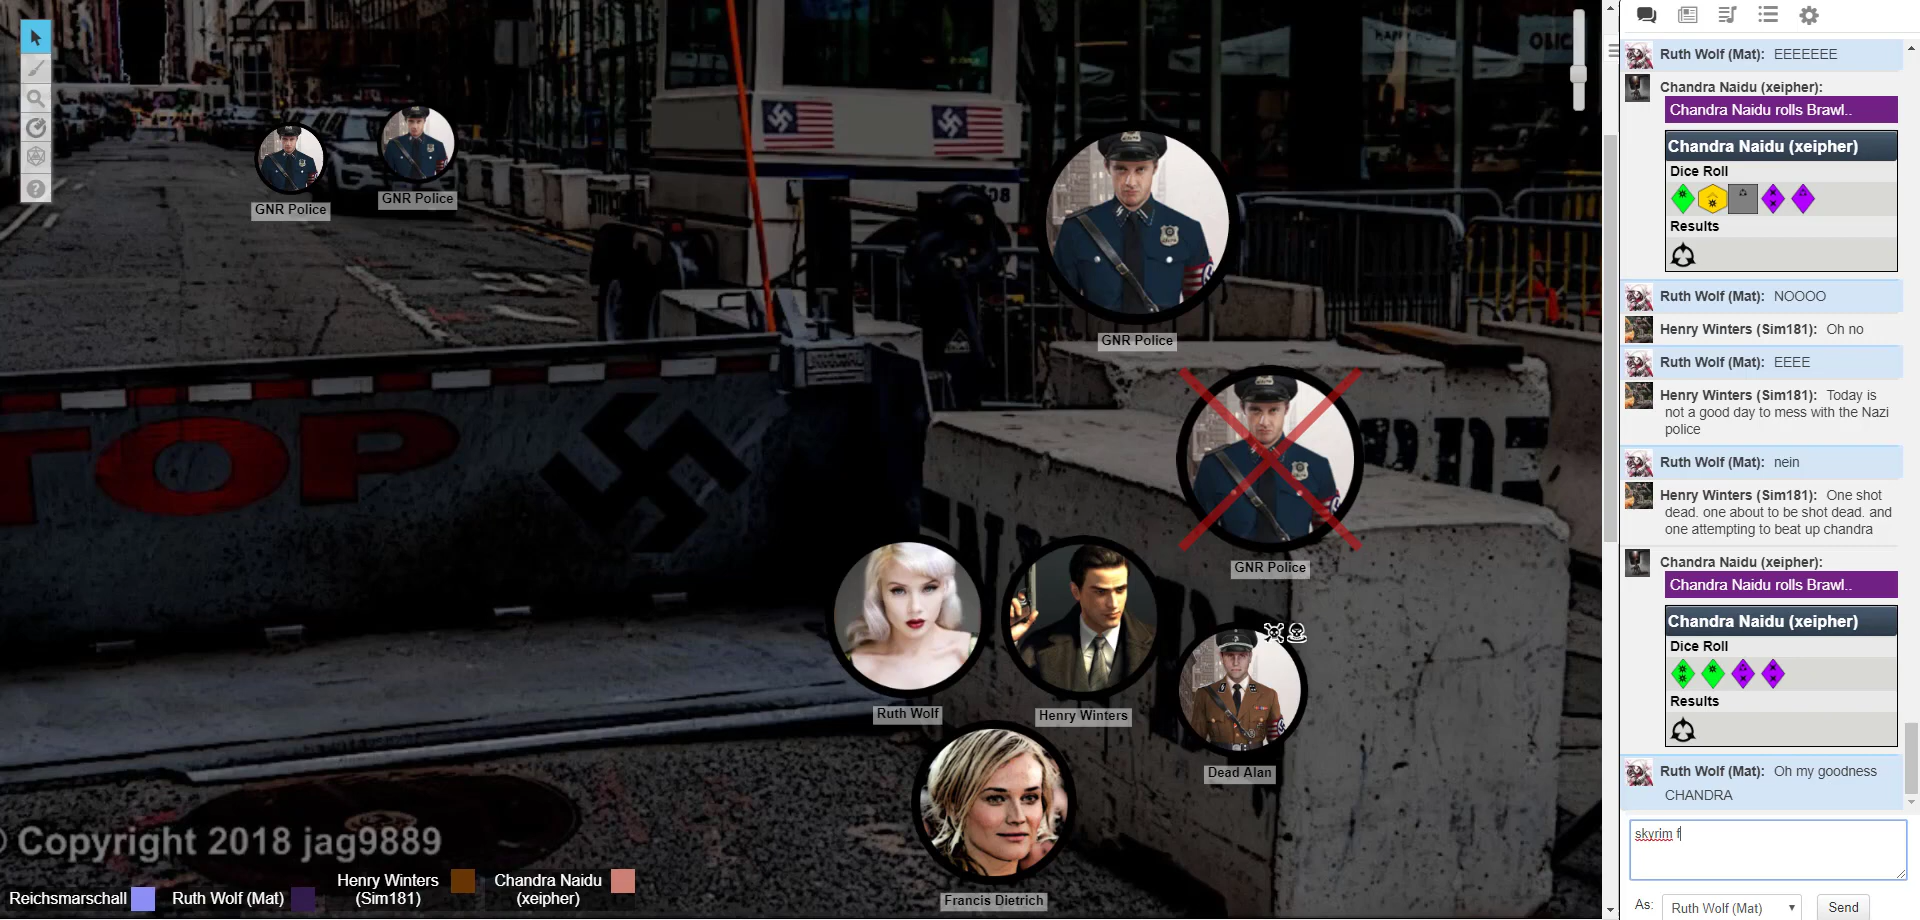 HAPPY HOUR
GNR Police
GNR Police
GNR Police
GNR Police
TOP
08
Ruth Wolf
Henry Winters
Dead Alan
Francis Dietrich
© Copyright 2018 jag9889
Reichsmarschall
Ruth Wolf (Mat)
Henry Winters
(Sim181)
Chandra Naidu
(xeipher)
Ruth Wolf (Mat): EEEEEEE
Chandra Naidu (xeipher):
Chandra Naidu rolls Brawl..
Chandra Naidu (xeipher)
Dice Roll
Results
Ruth Wolf (Mat): NOOOO
Henry Winters (Sim181): Oh no
Ruth Wolf (Mat): EEEE
Henry Winters (Sim181): Today is
not a good day to mess with the Nazi
police
Ruth Wolf (Mat): nein
Henry Winters (Sim181): One shot
dead. one about to be shot dead. and
one attempting to beat up chandra
Chandra Naidu (xeipher):
Chandra Naidu rolls Brawl..
Chandra Naidu (xeipher)
Dice Roll
Results
Ruth Wolf (Mat): Oh my goodness
CHANDRA
skyrim f
As: Ruth Wolf (Mat) Send